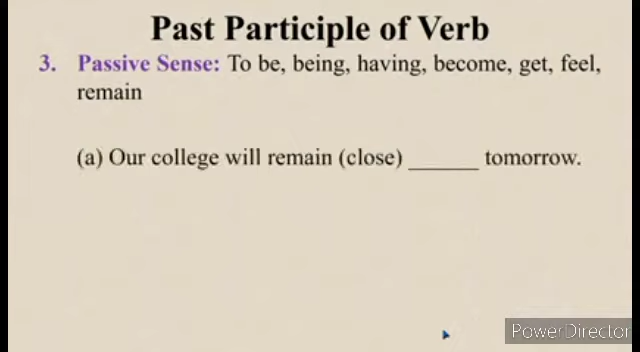 Past Participle of Verb
3. Passive Sense: To be, being, having, become, get, feel,
remain
(a) Our college will remain (close) ______ tomorrow.
PowerDirector